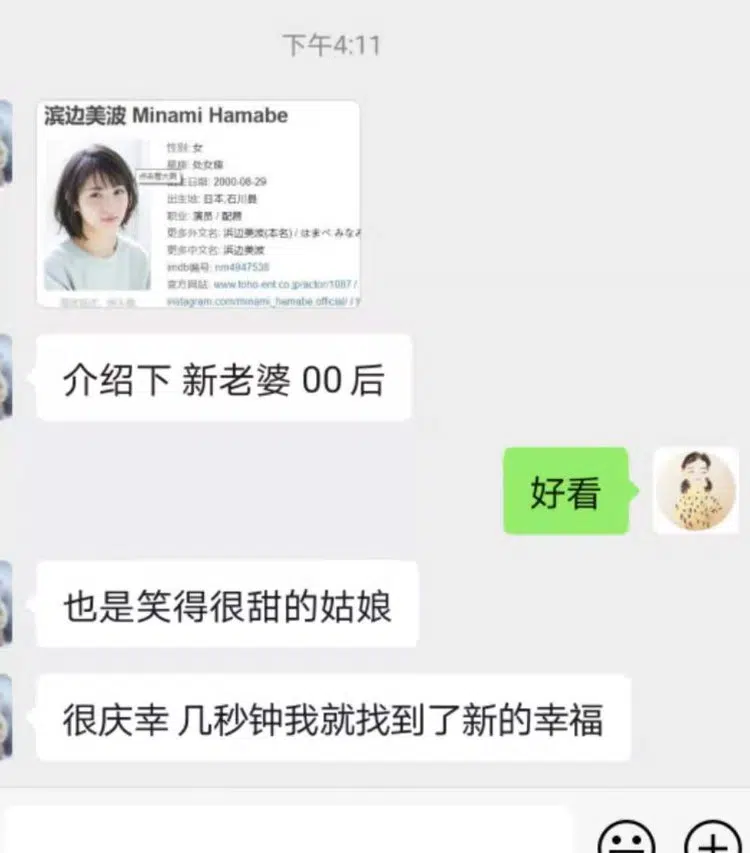 下午4:11
滨边美波 Minami Hamabe
性别: 女
星座: 处女座
出生日期: 2000-08-29
出生地: 日本,石川县
职业: 演员 / 配音
更多外文名: 浜辺美波(本名) / はまべ みなみ
更多中文名: 浜边美波
imdb编号: nm4947538
官方网站: www.toho-ent.co.jp/actor/1087 /
instagram.com/minami_hamabe.official/ /
介绍下 新老婆 00后
好看
也是笑得很甜的姑娘
很庆幸 几秒钟我就找到了新的幸福